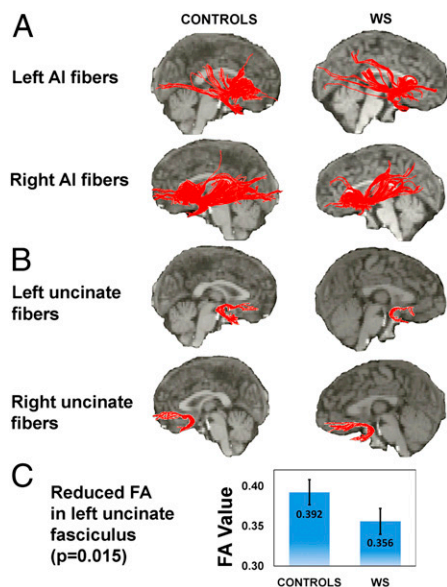 A
CONTROLS
WS
Left AI fibers
Right AI fibers
B
Left uncinate
fibers
Right uncinate
fibers
C
Reduced FA
in left uncinate
fasciculus
(p=0.015)
FA Value
0.40
0.35
0.30
0.392
0.356
CONTROLS
WS